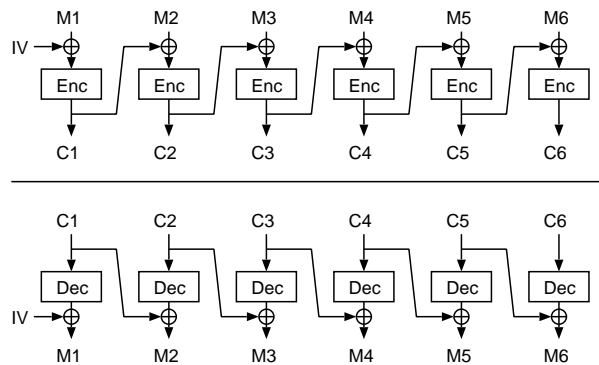 M1 M2 M3 M4 M5 M6
IV
Enc Enc Enc Enc Enc Enc
C1 C2 C3 C4 C5 C6
C1 C2 C3 C4 C5 C6
Dec Dec Dec Dec Dec Dec
IV
M1 M2 M3 M4 M5 M6